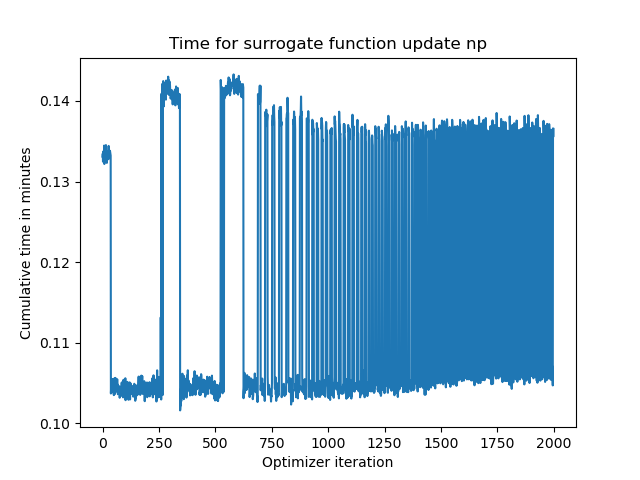 Time for surrogate function update np
Cumulative time in minutes
0.14
0.13
0.12
0.11
0.10
0 250 500 750 1000 1250 1500 1750 2000
Optimizer iteration